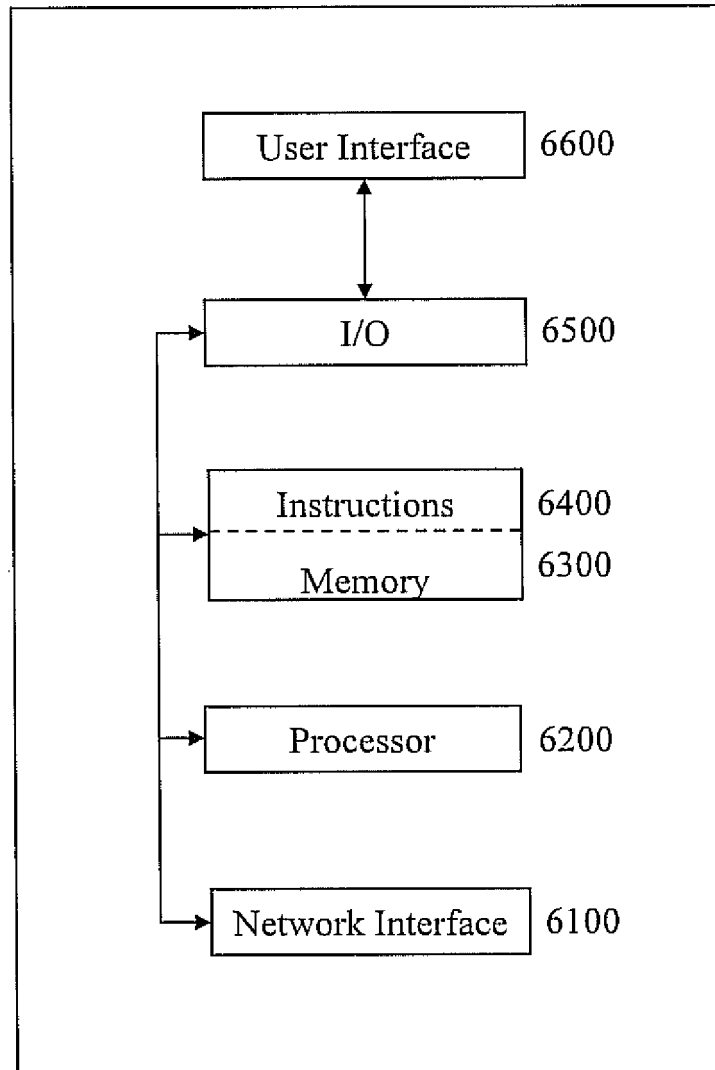 User Interface 6600
I/O 6500
Instructions 6400
Memory 6300
Processor 6200
Network Interface 6100